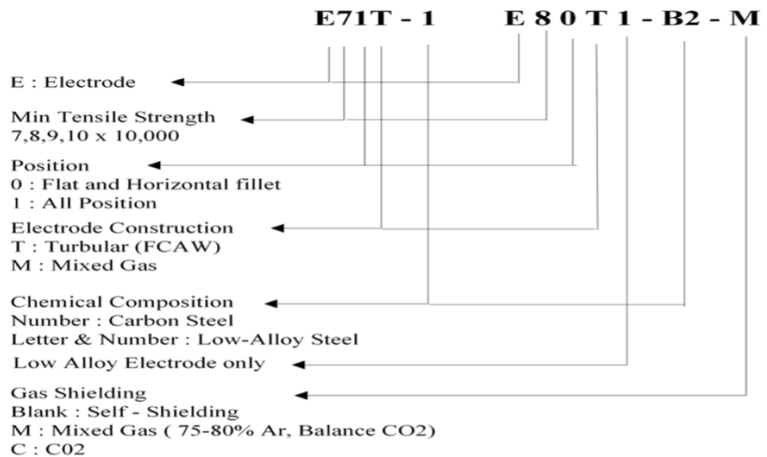 E71T - 1 E 8 0 T 1 - B2 - M
E : Electrode
Min Tensile Strength
7,8,9,10 x 10,000
Position
0 : Flat and Horizontal fillet
1 : All Position
Electrode Construction
T : Turbular (FCAW)
M : Mixed Gas
Chemical Composition
Number : Carbon Steel
Letter & Number : Low-Alloy Steel
Low Alloy Electrode only
Gas Shielding
Blank : Self - Shielding
M : Mixed Gas ( 75-80% Ar, Balance CO2)
C : C02